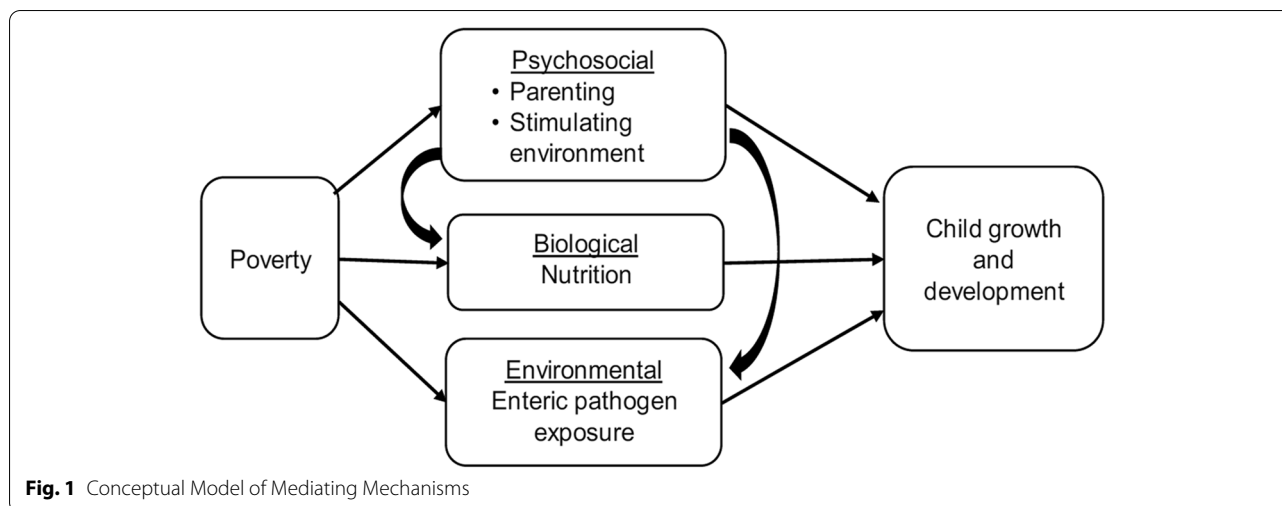 Psychosocial
• Parenting
• Stimulating
environment
Poverty
Biological
Nutrition
Environmental
Enteric pathogen
exposure
Child growth
and
development
Fig. 1 Conceptual Model of Mediating Mechanisms